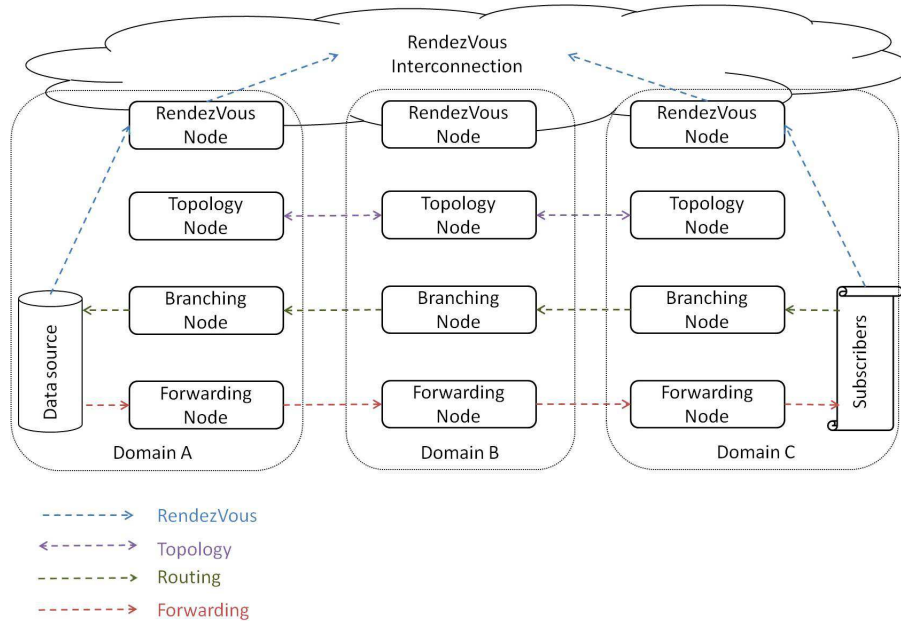 RendezVous
Interconnection
RendezVous
Node
RendezVous
Node
RendezVous
Node
Topology
Node
Topology
Node
Topology
Node
Branching
Node
Branching
Node
Branching
Node
Data source
Subscribers
Forwarding
Node
Forwarding
Node
Forwarding
Node
Domain A
Domain B
Domain C
RendezVous
Topology
Routing
Forwarding